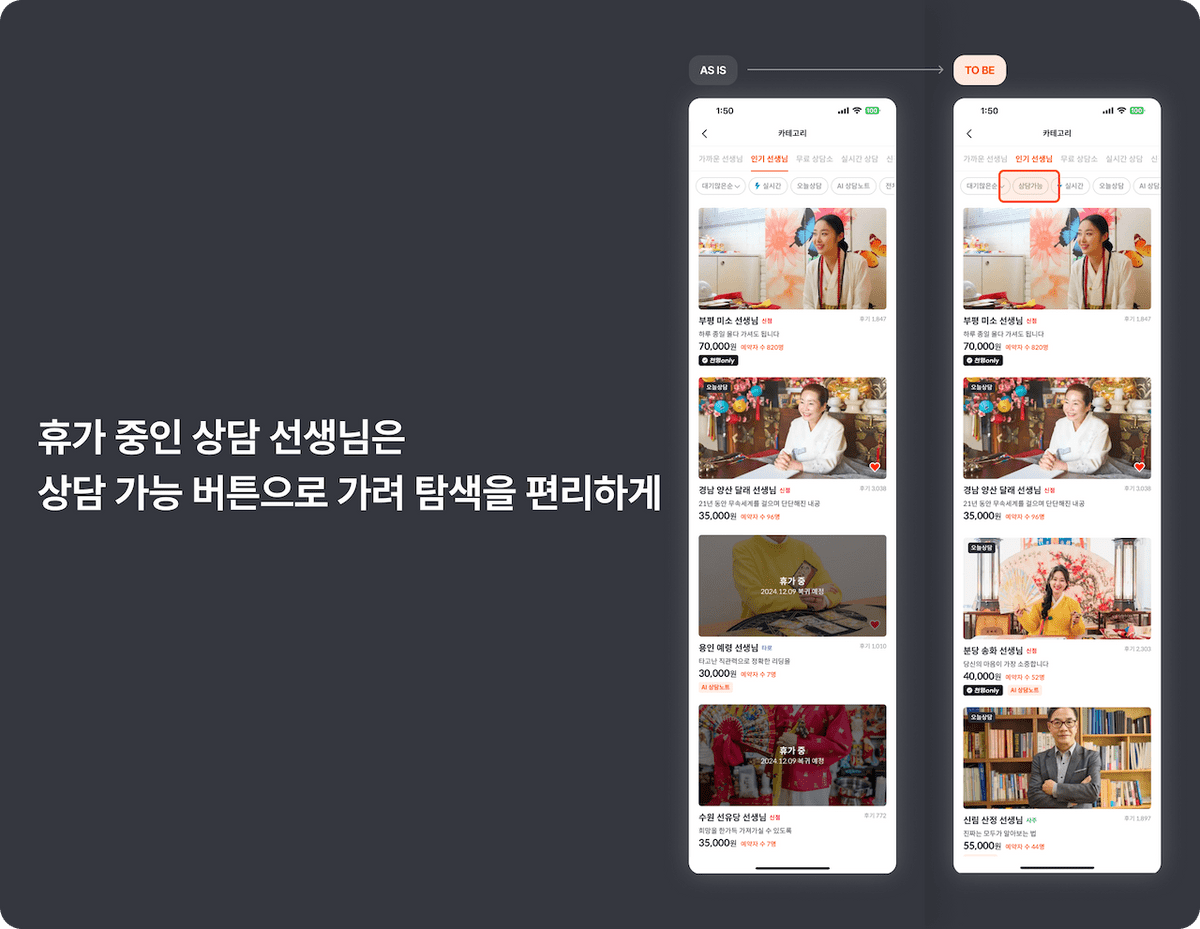 AS IS
TO BE
휴가 중인 상담 선생님은
상담 가능 버튼으로 가려 탐색을 편리하게
1:50
100
카테고리
가까운 선생님 인기 선생님 무료 상담소 실시간 상담 신
대기많은순 실시간 오늘상담 AI 상담노트 전체
부평 미소 선생님 신점 후기 1,847
하루 종일 울다 가셔도 됩니다
70,000원 예약자 수 820명
천명only
오늘상담
경남 양산 달래 선생님 신점 후기 3,038
21년 동안 무속세계를 걸으며 단단해진 내공
35,000원 예약자 수 96명
휴가 중
2024.12.09 복귀 예정
용인 예령 선생님 타로 후기 1,010
타고난 직관력으로 정확한 리딩을
30,000원 예약자 수 7명
AI 상담노트
휴가 중
2024.12.09 복귀 예정
수원 선유당 선생님 신점 후기 772
희망을 한가득 가져가실 수 있도록
35,000원 예약자 수 7명
1:50
100
카테고리
가까운 선생님 인기 선생님 무료 상담소 실시간 상담 신
대기많은순 상담가능 실시간 오늘상담 AI 상담
부평 미소 선생님 신점 후기 1,847
하루 종일 울다 가셔도 됩니다
70,000원 예약자 수 820명
천명only
오늘상담
경남 양산 달래 선생님 신점 후기 3,038
21년 동안 무속세계를 걸으며 단단해진 내공
35,000원 예약자 수 96명
오늘상담
분당 송화 선생님 신점 후기 2,303
당신의 마음이 가장 소중합니다
40,000원 예약자 수 52명
천명only AI 상담노트
오늘상담
신림 산정 선생님 사주 후기 1,897
진짜는 모두가 알아보는 법
55,000원 예약자 수 44명